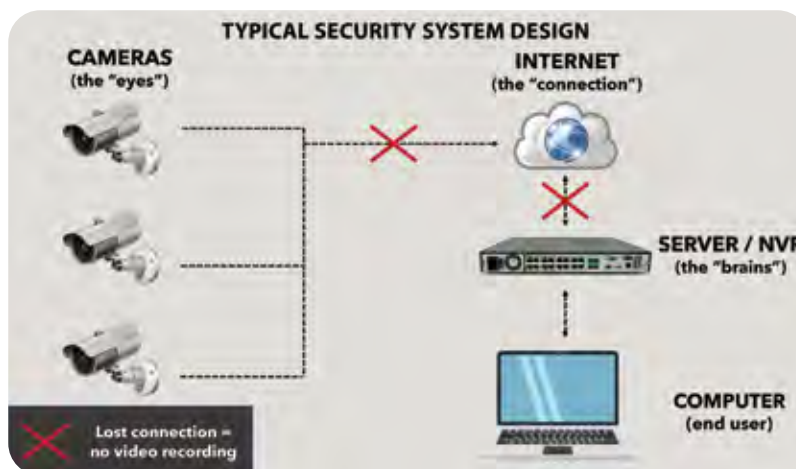 TYPICAL SECURITY SYSTEM DESIGN
CAMERAS
(the "eyes")
INTERNET
(the "connection")
SERVER / NVR
(the "brains")
COMPUTER
(end user)
Lost connection =
no video recording